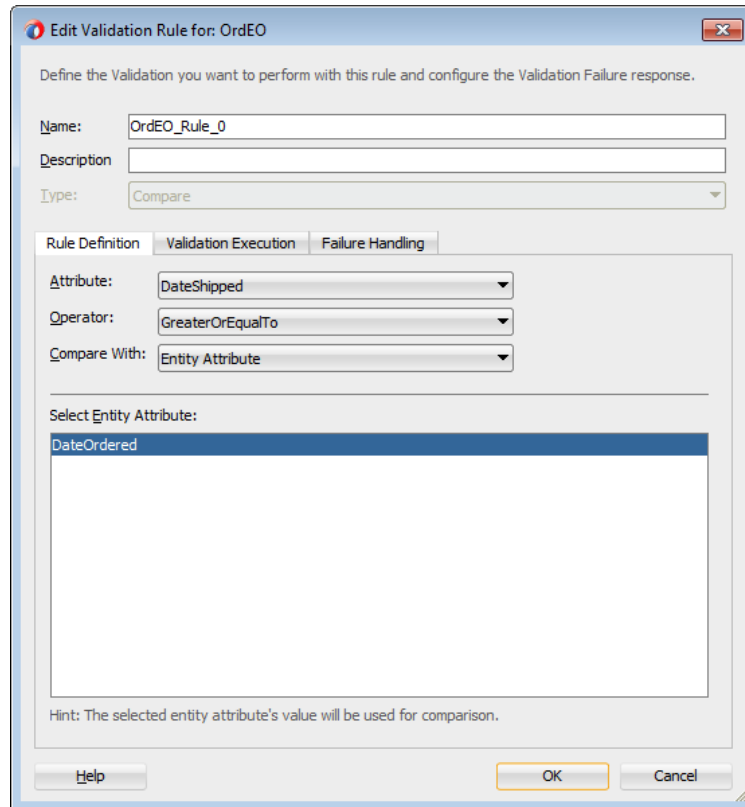 Edit Validation Rule for: OrdEO
Define the Validation you want to perform with this rule and configure the Validation Failure response.
Name: OrdEO_Rule_0
Description
Type: Compare
Rule Definition Validation Execution Failure Handling
Attribute: DateShipped
Operator: GreaterOrEqualTo
Compare With: Entity Attribute
Select Entity Attribute:
DateOrdered
Hint: The selected entity attribute's value will be used for comparison.
Help OK Cancel